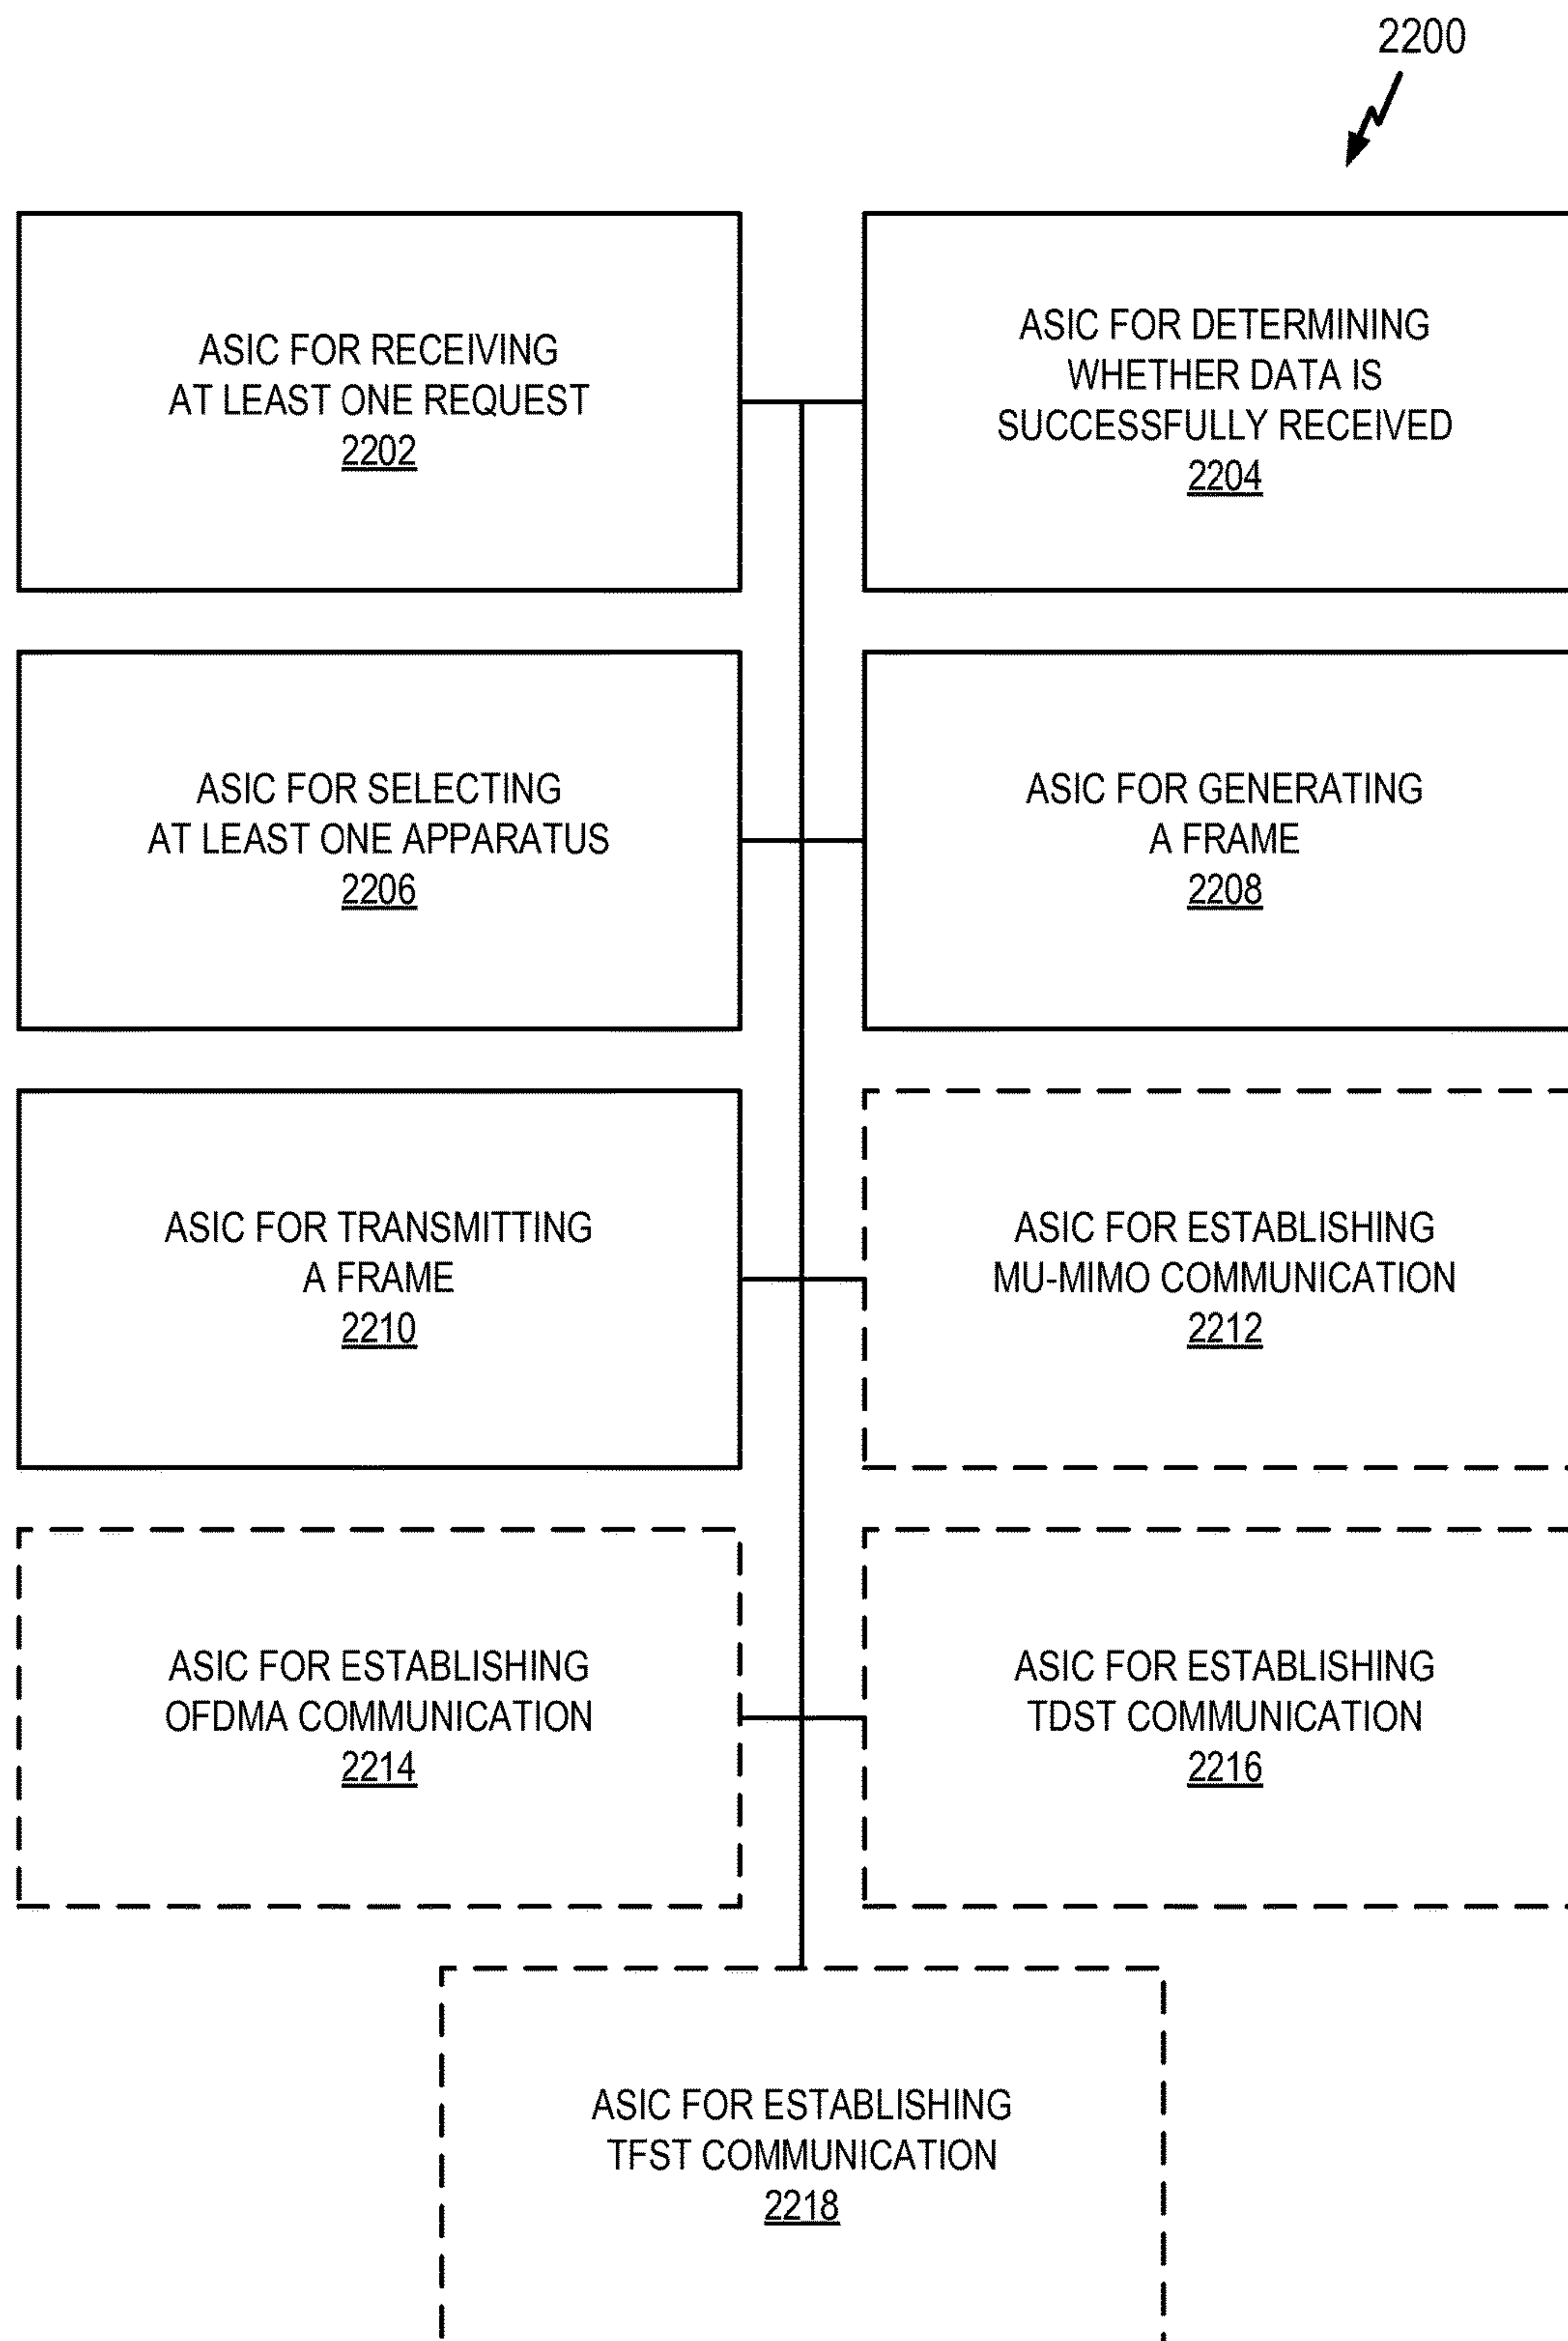 2200
ASIC FOR RECEIVING
AT LEAST ONE REQUEST
2202
ASIC FOR DETERMINING
WHETHER DATA IS
SUCCESSFULLY RECEIVED
2204
ASIC FOR SELECTING
AT LEAST ONE APPARATUS
2206
ASIC FOR GENERATING
A FRAME
2208
ASIC FOR TRANSMITTING
A FRAME
2210
ASIC FOR ESTABLISHING
MU-MIMO COMMUNICATION
2212
ASIC FOR ESTABLISHING
OFDMA COMMUNICATION
2214
ASIC FOR ESTABLISHING
TDST COMMUNICATION
2216
ASIC FOR ESTABLISHING
TFST COMMUNICATION
2218